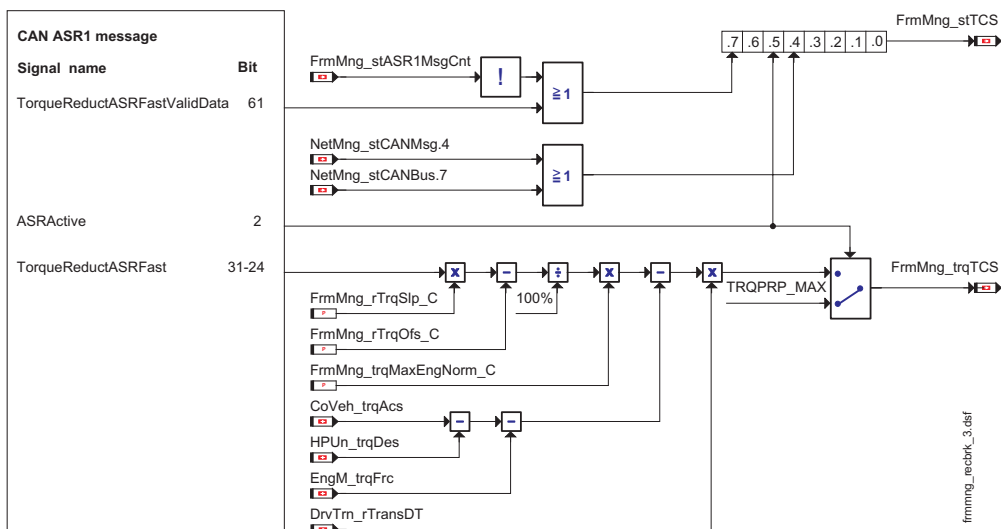 CAN ASR1 message
Signal name Bit
TorqueReductASRFastValidData 61
ASRActive 2
TorqueReductASRFast 31-24
FrmMng_stASR1MsgCnt
!
≧1
NetMng_stCANMsg.4
NetMng_stCANBus.7
≧1
FrmMng_stTCS
.7 .6 .5 .4 .3 .2 .1 .0
x - ÷ x - x
FrmMng_rTrqSlp_C
100%
FrmMng_rTrqOfs_C
FrmMng_trqMaxEngNorm_C
CoVeh_trqAcs
- -
HPUn_trqDes
EngM_trqFrc
DrvTrn_rTransDT
TRQPRP_MAX
FrmMng_trqTCS
frmmng_recbrk_3.dsf